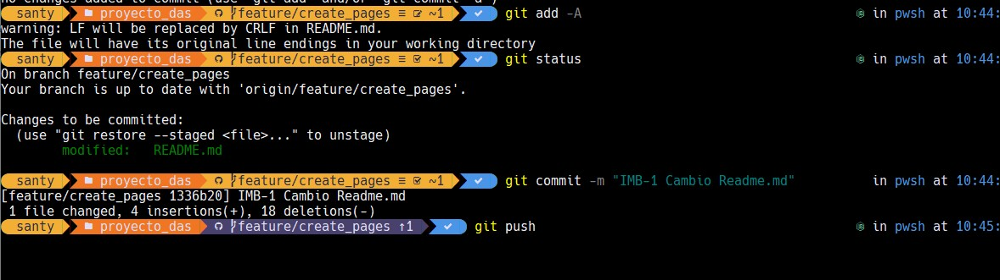 no changes added to commit (use "git add" and/or "git commit -a")
santy proyecto_das feature/create_pages ≡ ~1 ✓ git add -A in pwsh at 10:44:
warning: LF will be replaced by CRLF in README.md.
The file will have its original line endings in your working directory
santy proyecto_das feature/create_pages ≡ ~1 ✓ git status in pwsh at 10:44:
On branch feature/create_pages
Your branch is up to date with 'origin/feature/create_pages'.
Changes to be committed:
(use "git restore --staged <file>..." to unstage)
modified: README.md
santy proyecto_das feature/create_pages ≡ ~1 ✓ git commit -m "IMB-1 Cambio Readme.md" in pwsh at 10:44:
[feature/create_pages 1336b20] IMB-1 Cambio Readme.md
1 file changed, 4 insertions(+), 18 deletions(-)
santy proyecto_das feature/create_pages ↑1 ✓ git push in pwsh at 10:45: